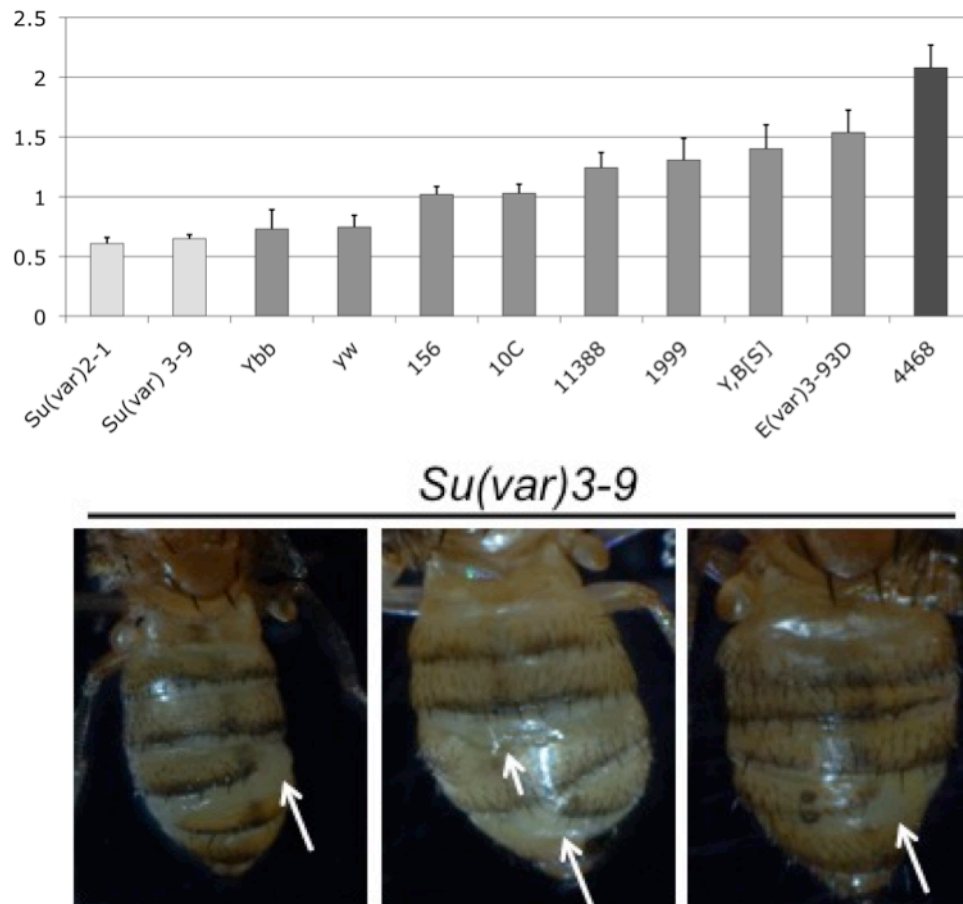 2.5
2
1.5
1
0.5
0
Su(var)2-1
Su(var) 3-9
Ybb
yw
156
10C
11388
1999
Y,B[S]
E(var)3-93D
4468
Su(var)3-9